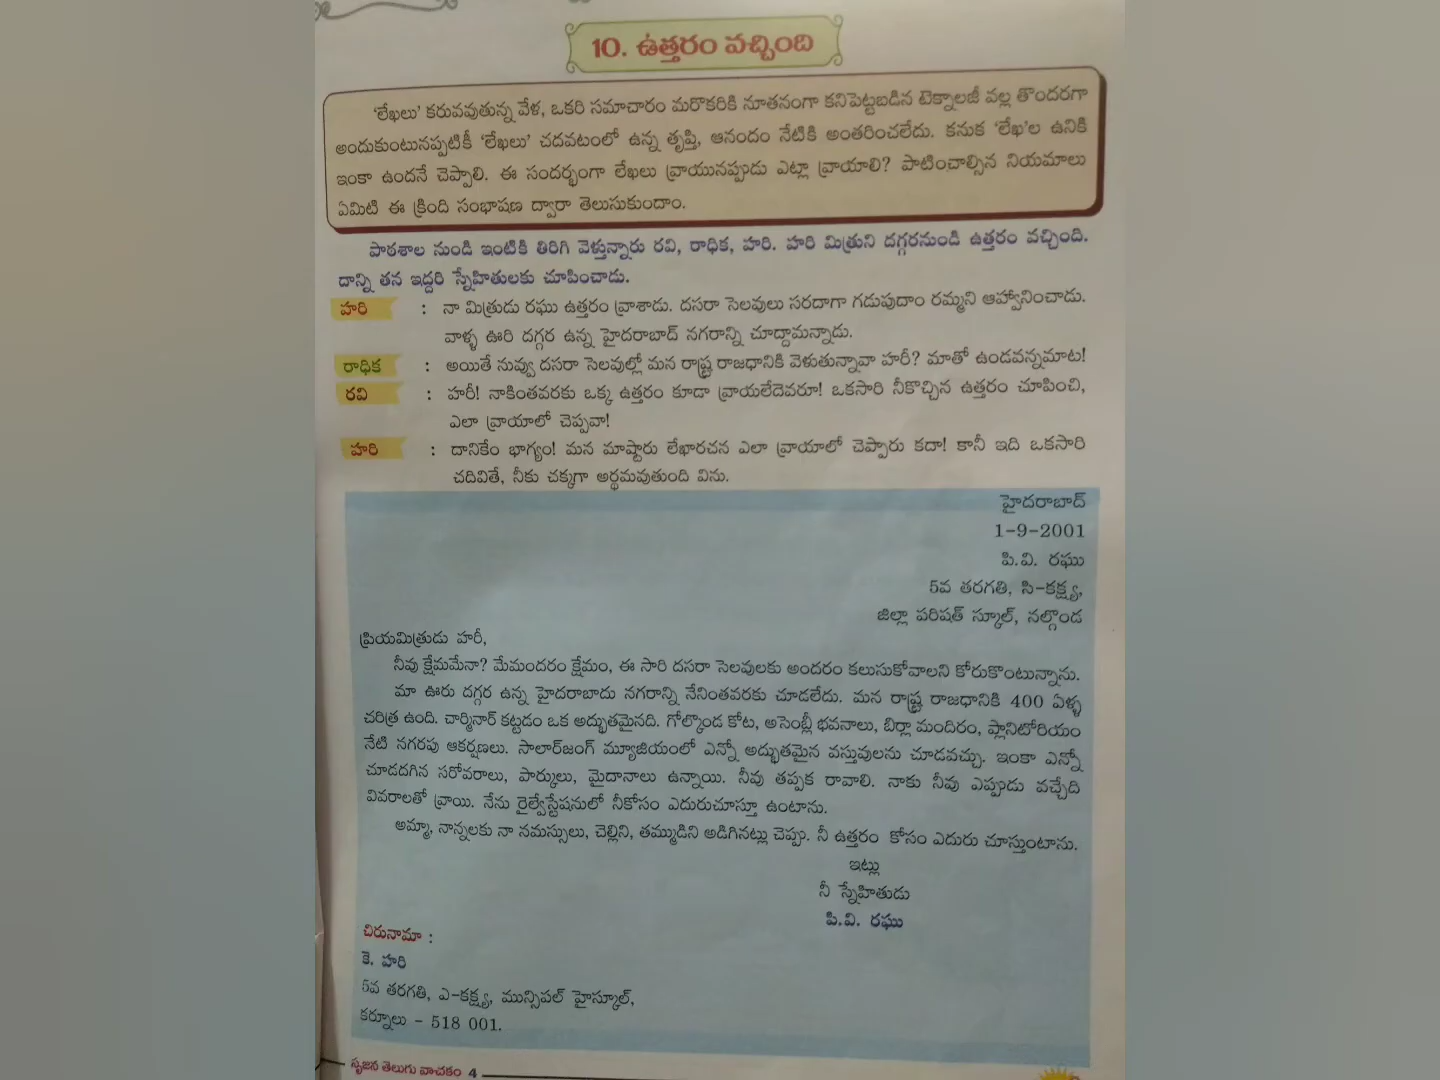 10. ఉత్తరం వచ్చింది
‘లేఖలు’ కరువవుతున్న వేళ, ఒకరి సమాచారం మరొకరికి నూతనంగా కనిపెట్టబడిన టెక్నాలజీ వల్ల తొందరగా
అందుకుంటునప్పటికీ ‘లేఖలు’ చదవటంలో ఉన్న తృప్తి, ఆనందం నేటికి అంతరించలేదు. కనుక ‘లేఖ’ల ఉనికి
ఇంకా ఉందనే చెప్పాలి. ఈ సందర్భంగా లేఖలు వ్రాయునప్పుడు ఎట్లా వ్రాయాలి? పాటించాల్సిన నియమాలు
ఏమిటి ఈ క్రింది సంభాషణ ద్వారా తెలుసుకుందాం.
పాఠశాల నుండి ఇంటికి తిరిగి వెళ్తున్నారు రవి, రాధిక, హరి. హరి మిత్రుని దగ్గరనుండి ఉత్తరం వచ్చింది.
దాన్ని తన ఇద్దరి స్నేహితులకు చూపించాడు.
హరి : నా మిత్రుడు రఘు ఉత్తరం వ్రాశాడు. దసరా సెలవులు సరదాగా గడుపుదాం రమ్మని ఆహ్వానించాడు.
వాళ్ళ ఊరి దగ్గర ఉన్న హైదరాబాద్ నగరాన్ని చూద్దామన్నాడు.
రాధిక : అయితే నువ్వు దసరా సెలవుల్లో మన రాష్ట్ర రాజధానికి వెళుతున్నావా హరీ? మాతో ఉండవన్నమాట!
రవి : హరీ! నాకింతవరకు ఒక్క ఉత్తరం కూడా వ్రాయలేదెవరూ! ఒకసారి నీకొచ్చిన ఉత్తరం చూపించి,
ఎలా వ్రాయాలో చెప్పవా!
హరి : దానికేం భాగ్యం! మన మాష్టారు లేఖారచన ఎలా వ్రాయాలో చెప్పారు కదా! కానీ ఇది ఒకసారి
చదివితే, నీకు చక్కగా అర్థమవుతుంది విను.
హైదరాబాద్
1-9-2001
పి.వి. రఘు
5వ తరగతి, సి-కక్ష్య,
జిల్లా పరిషత్ స్కూల్, నల్గొండ
ప్రియమిత్రుడు హరీ,
నీవు క్షేమమేనా? మేమందరం క్షేమం, ఈ సారి దసరా సెలవులకు అందరం కలుసుకోవాలని కోరుకొంటున్నాను.
మా ఊరు దగ్గర ఉన్న హైదరాబాదు నగరాన్ని నేనింతవరకు చూడలేదు. మన రాష్ట్ర రాజధానికి 400 ఏళ్ళ
చరిత్ర ఉంది. చార్మినార్ కట్టడం ఒక అద్భుతమైనది. గోల్కొండ కోట, అసెంబ్లీ భవనాలు, బిర్లా మందిరం, ప్లానిటోరియం
నేటి నగరపు ఆకర్షణలు. సాలార్‌జంగ్ మ్యూజియంలో ఎన్నో అద్భుతమైన వస్తువులను చూడవచ్చు. ఇంకా ఎన్నో
చూడదగిన సరోవరాలు, పార్కులు, మైదానాలు ఉన్నాయి. నీవు తప్పక రావాలి. నాకు నీవు ఎప్పుడు వచ్చేది
వివరాలతో వ్రాయి. నేను రైల్వేస్టేషనులో నీకోసం ఎదురుచూస్తూ ఉంటాను.
అమ్మా, నాన్నలకు నా నమస్సులు, చెల్లిని, తమ్ముడిని అడిగినట్లు చెప్పు. నీ ఉత్తరం కోసం ఎదురు చూస్తుంటాను.
ఇట్లు
నీ స్నేహితుడు
పి.వి. రఘు
చిరునామా :
కె. హరి
5వ తరగతి, ఎ-కక్ష్య, మున్సిపల్ హైస్కూల్,
కర్నూలు - 518 001.
సృజన తెలుగు వాచకం 4